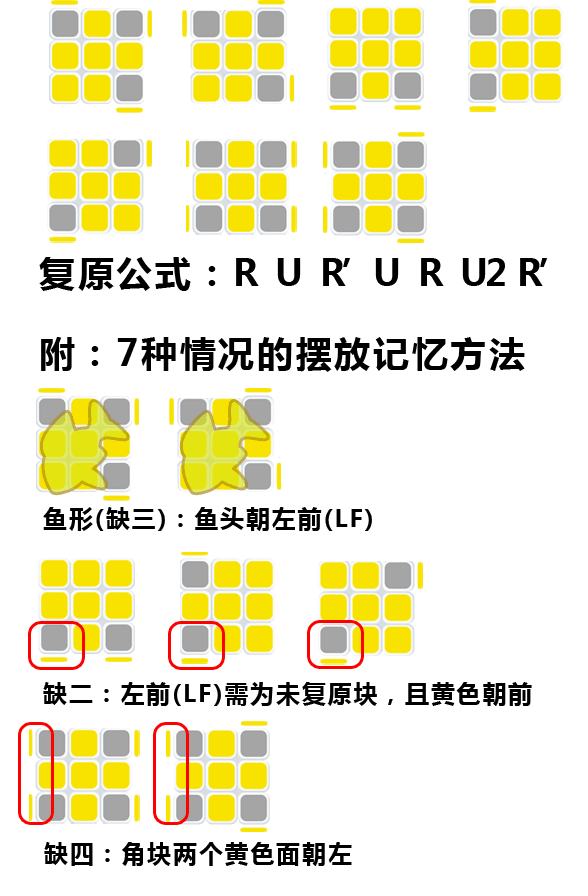 复原公式：R U R′ U R U2 R′
附：7种情况的摆放记忆方法
鱼形(缺三)：鱼头朝左前(LF)
缺二：左前(LF)需为未复原块，且黄色朝前
缺四：角块两个黄色面朝左